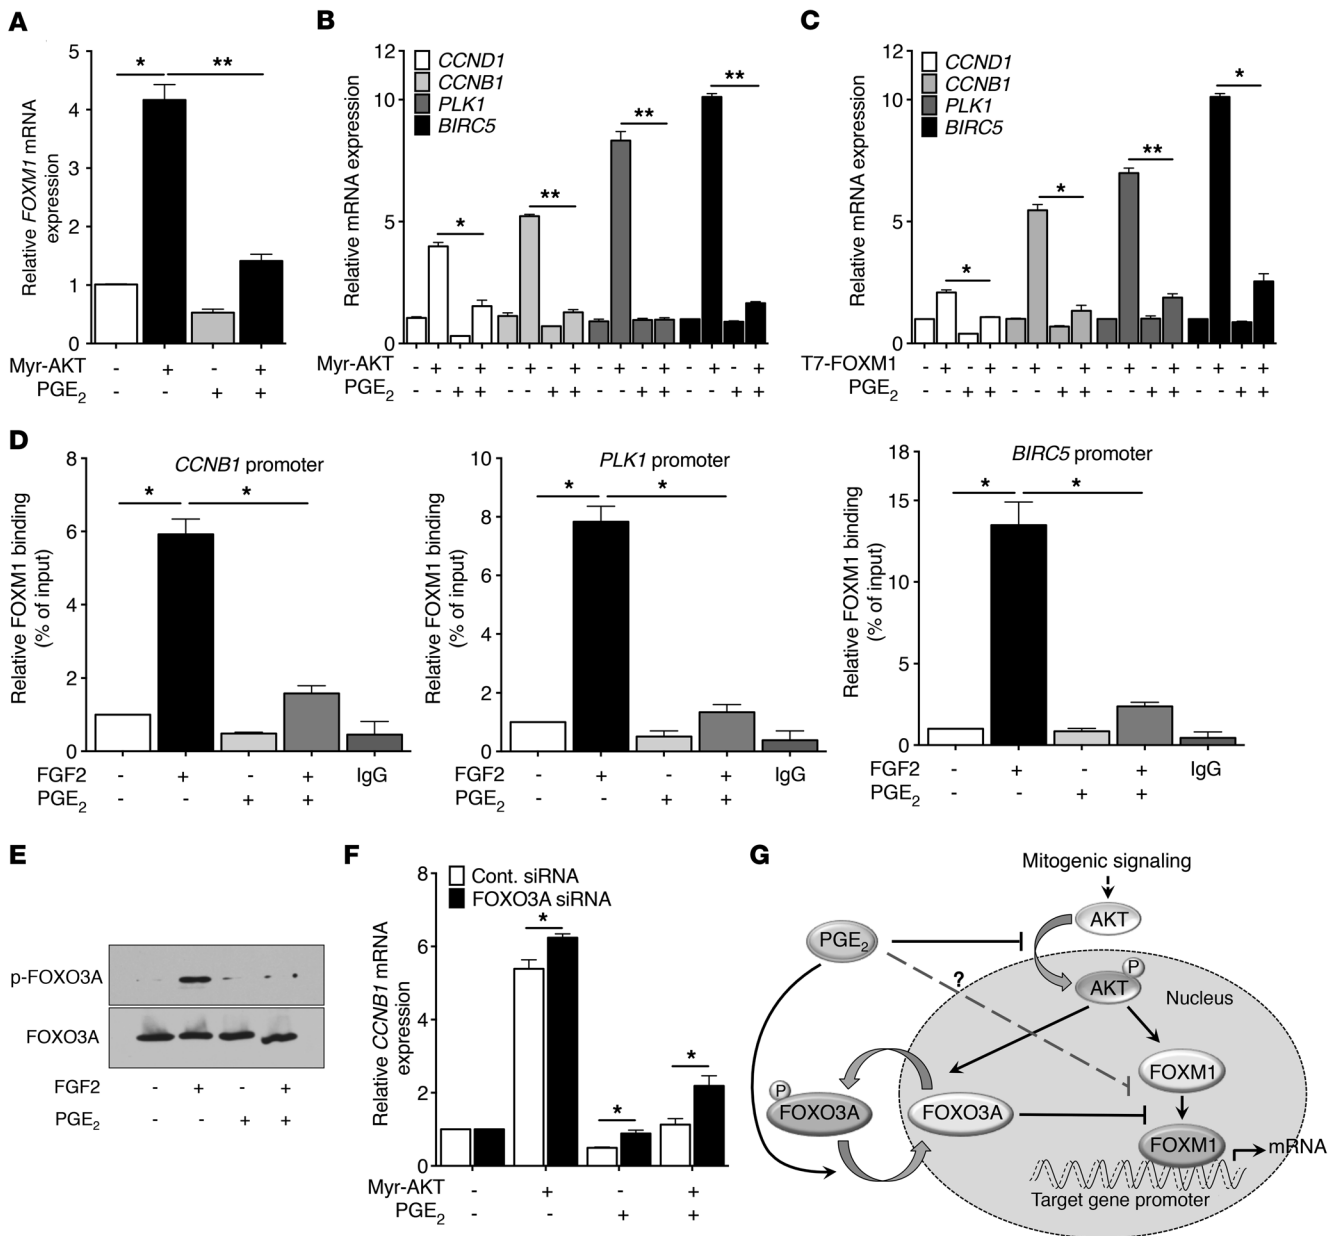 A
Relative FOXM1 mRNA
expression
5
4
3
2
1
0
* **
Myr-AKT - + - +
PGE2 - - + +
B
Relative mRNA expression
12
10
5
0
CCND1
CCNB1
PLK1
BIRC5
* ** ** **
Myr-AKT - + - + - + - + - + - + - + - +
PGE2 - - + + - - + + - - + + - - + +
C
12
10
5
0
Relative mRNA expression
CCND1
CCNB1
PLK1
BIRC5
* * ** *
T7-FOXM1 - + - + - + - + - + - + - + - +
PGE2 - - + + - - + + - - + + - - + +
D
CCNB1 promoter
Relative FOXM1 binding
(% of input)
8
6
4
2
0
* *
FGF2 - + - + IgG
PGE2 - - + +
PLK1 promoter
Relative FOXM1 binding
(% of input)
10
8
6
4
2
0
* *
FGF2 - + - + IgG
PGE2 - - + +
BIRC5 promoter
Relative FOXM1 binding
(% of input)
18
15
10
5
0
* *
FGF2 - + - + IgG
PGE2 - - + +
E
p-FOXO3A
FOXO3A
FGF2 - + - +
PGE2 - - + +
F
Relative CCNB1 mRNA
expression
8
6
4
2
0
Cont. siRNA
FOXO3A siRNA
* * *
Myr-AKT - + - +
PGE2 - - + +
G
Mitogenic signaling
AKT
PGE2
P
AKT
?
Nucleus
FOXM1
P
FOXO3A
FOXO3A
FOXM1
mRNA
Target gene promoter